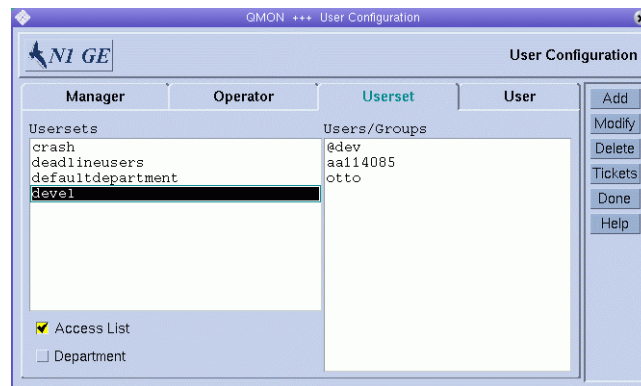 QMON +++ User Configuration
N1 GE
User Configuration
Manager Operator Userset User
Usersets
crash
deadlineusers
defaultdepartment
devel
Access List
Department
Users/Groups
@dev
aa114085
otto
Add
Modify
Delete
Tickets
Done
Help